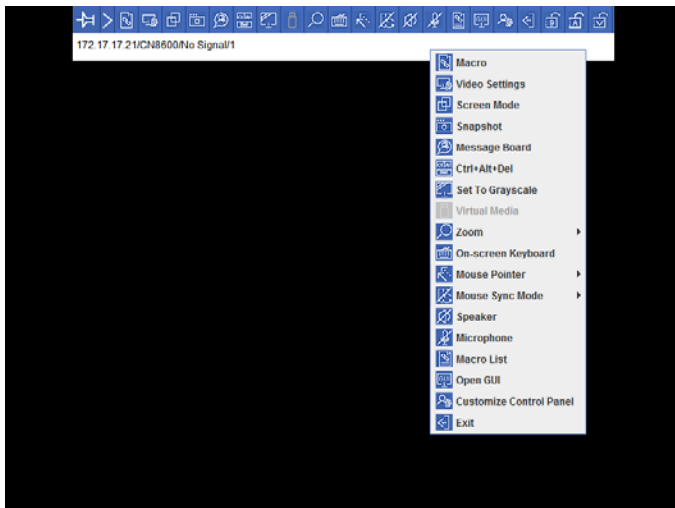 172.17.17.21/CN8600/No Signal/1
Macro
Video Settings
Screen Mode
Snapshot
Message Board
Ctrl+Alt+Del
Set To Grayscale
Virtual Media
Zoom
On-screen Keyboard
Mouse Pointer
Mouse Sync Mode
Speaker
Microphone
Macro List
Open GUI
Customize Control Panel
Exit